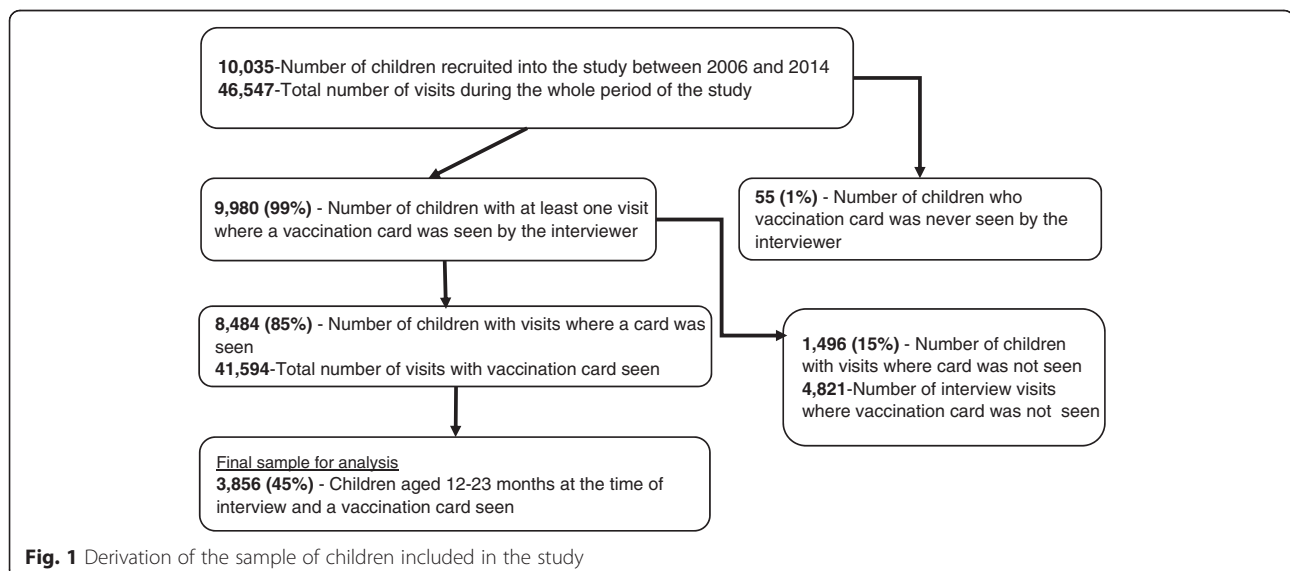 10,035-Number of children recruited into the study between 2006 and 2014
46,547-Total number of visits during the whole period of the study
9,980 (99%) - Number of children with at least one visit
where a vaccination card was seen by the interviewer
55 (1%) - Number of children who
vaccination card was never seen by the
interviewer
8,484 (85%) - Number of children with visits where a card was
seen
41,594-Total number of visits with vaccination card seen
1,496 (15%) - Number of children
with visits where card was not seen
4,821-Number of interview visits
where vaccination card was not seen
Final sample for analysis
3,856 (45%) - Children aged 12-23 months at the time of
interview and a vaccination card seen
Fig. 1 Derivation of the sample of children included in the study